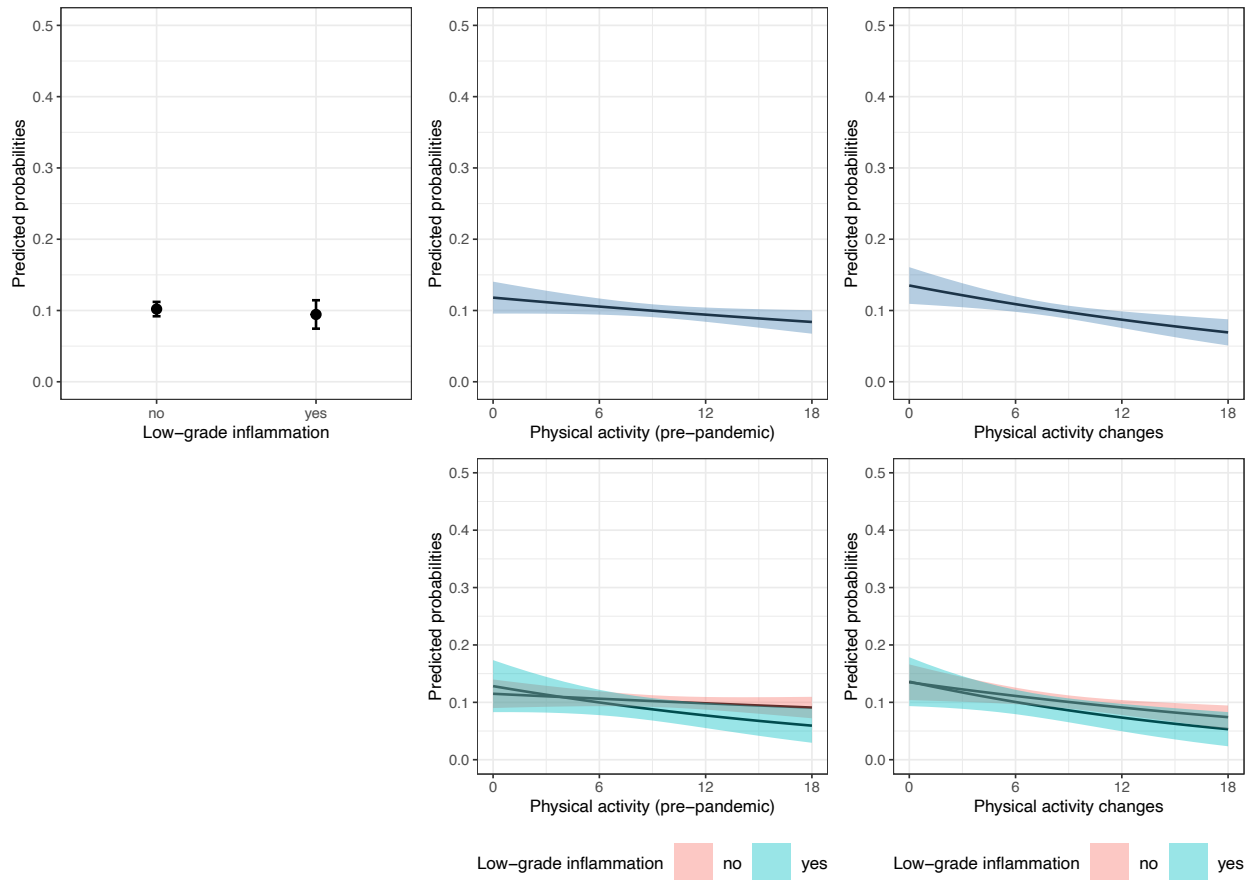 Predicted probabilities
0.5
0.4
0.3
0.2
0.1
0.0
no yes
Low-grade inflammation
Predicted probabilities
0.5
0.4
0.3
0.2
0.1
0.0
0 6 12 18
Physical activity (pre-pandemic)
Predicted probabilities
0.5
0.4
0.3
0.2
0.1
0.0
0 6 12 18
Physical activity changes
Predicted probabilities
0.5
0.4
0.3
0.2
0.1
0.0
0 6 12 18
Physical activity (pre-pandemic)
Low-grade inflammation no yes
Predicted probabilities
0.5
0.4
0.3
0.2
0.1
0.0
0 6 12 18
Physical activity changes
Low-grade inflammation no yes